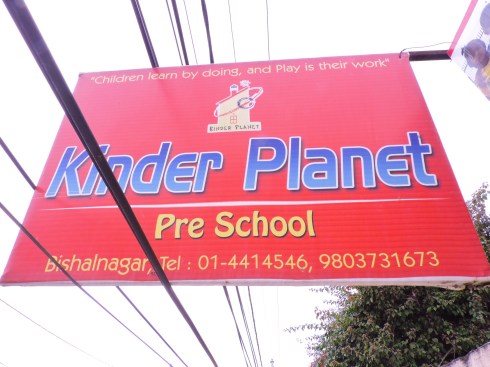 "Children learn by doing, and Play is their work"
KINDER PLANET
Kinder Planet
Pre School
Bishalnagar, Tel : 01-4414546, 9803731673